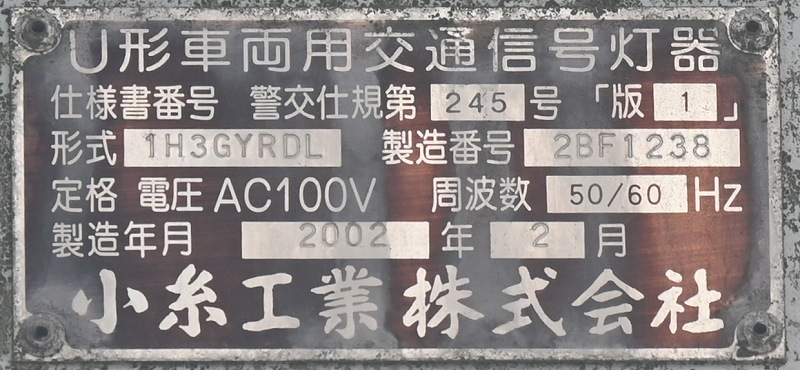 U形車両用交通信号灯器
仕様書番号 警交仕規第 245 号 「版 1 」
形式 1H3GYRDL 製造番号 2BF1238
定格 電圧 AC100V 周波数 50/60 Hz
製造年月 2002 年 2 月
小糸工業株式会社